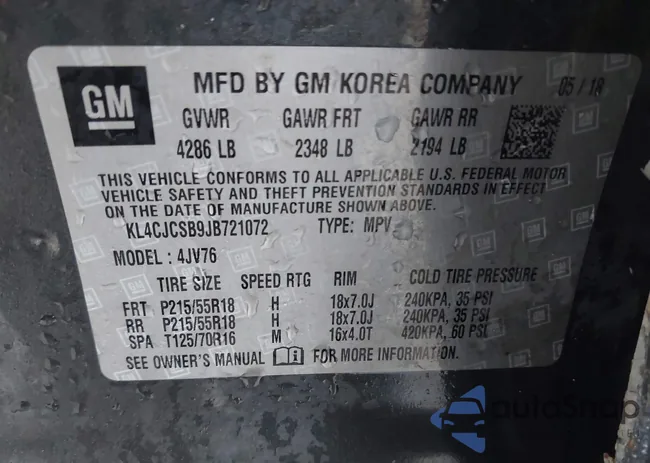 GM
MFD BY GM KOREA COMPANY 05/18
GVWR GAWR FRT GAWR RR
4286 LB 2348 LB 2194 LB
THIS VEHICLE CONFORMS TO ALL APPLICABLE U.S. FEDERAL MOTOR
VEHICLE SAFETY AND THEFT PREVENTION STANDARDS IN EFFECT
ON THE DATE OF MANUFACTURE SHOWN ABOVE.
KL4CJCSB9JB721072 TYPE: MPV
MODEL: 4JV76
TIRE SIZE SPEED RTG RIM COLD TIRE PRESSURE
FRT P215/55R18 H 18x7.0J 240KPA, 35 PSI
RR P215/55R18 H 18x7.0J 240KPA, 35 PSI
SPA T125/70R16 M 16x4.0T 420KPA, 60 PSI
SEE OWNER'S MANUAL FOR MORE INFORMATION.
autoShop